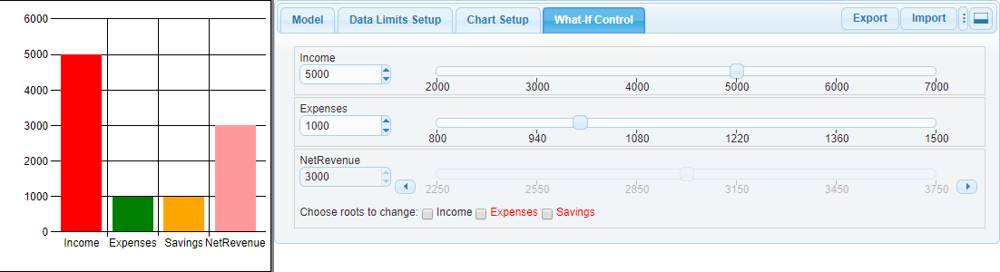 6000
5000
4000
3000
2000
1000
0
Income Expenses Savings NetRevenue
Model Data Limits Setup Chart Setup What-If Control Export Import
Income
5000
2000 3000 4000 5000 6000 7000
Expenses
1000
800 940 1080 1220 1360 1500
NetRevenue
3000
2250 2550 2850 3150 3450 3750
Choose roots to change: Income Expenses Savings